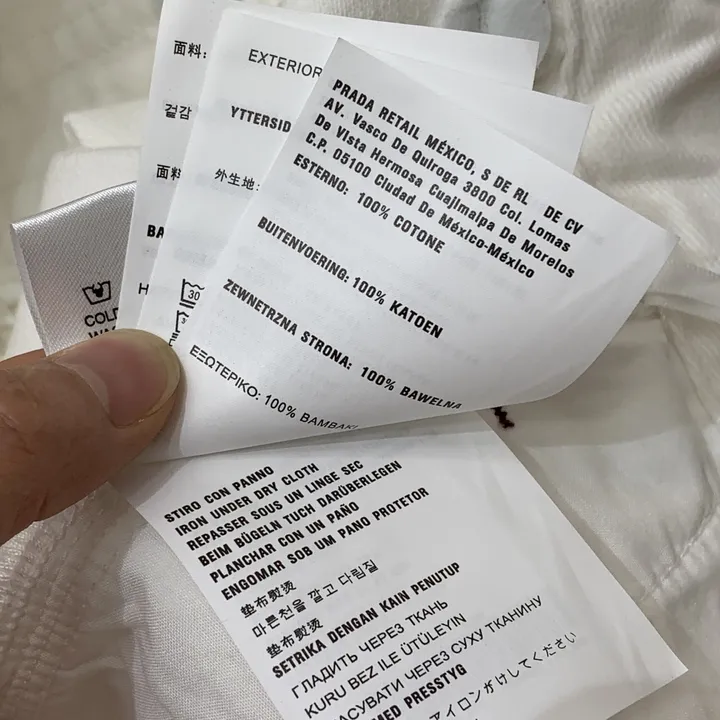 面料:
겉감
面料
BA
H
EXTERIOR
YTTERSID
外生地:
30
COLD
PRADA RETAIL MÉXICO, S DE RL DE CV
AV. Vasco De Quiroga 3800 Col. Lomas
De Vista Hermosa Cuajimalpa De Morelos
C.P. 05100 Ciudad De México-México
ESTERNO: 100% COTONE
BUITENVOERING: 100% KATOEN
ZEWNETRZNA STRONA: 100% BAWELNA
ΕΞΩΤΕΡΙΚΟ: 100% ΒΑΜΒΑΚΙ
STIRO CON PANNO
IRON UNDER DRY CLOTH
REPASSER SOUS UN LINGE SEC
BEIM BÜGELN TUCH DARÜBERLEGEN
PLANCHAR CON UN PAÑO
ENGOMAR SOB UM PANO PROTETOR
垫布熨烫
마른천을 깔고 다림질
垫布熨烫
SETRIKA DENGAN KAIN PENUTUP
ГЛАДИТЬ ЧЕРЕЗ ТКАНЬ
KURU BEZ ILE ÜTÜLEYIN
АСУВАТИ ЧЕРЕЗ СУХУ ТКАНИНУ
MED PRESSTYG
アイロンがけしてください